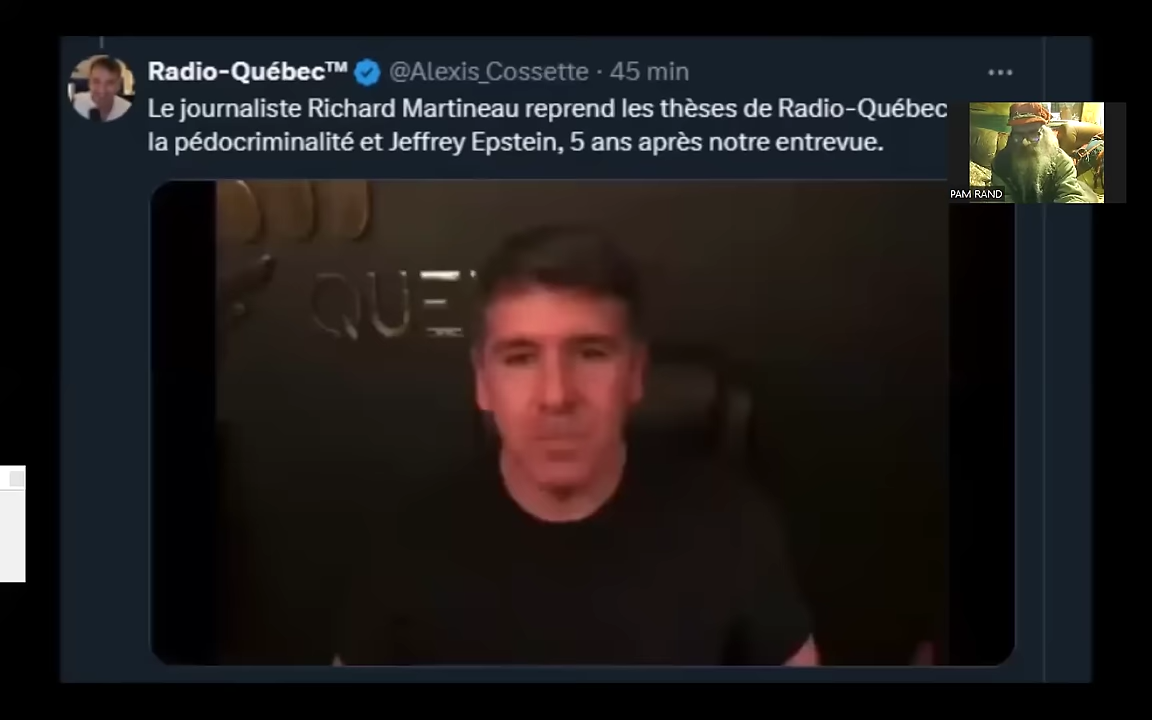 Radio-Québec™ @Alexis_Cossette · 45 min
Le journaliste Richard Martineau reprend les thèses de Radio-Québec
la pédocriminalité et Jeffrey Epstein, 5 ans après notre entrevue.
PAM RAND
QUE